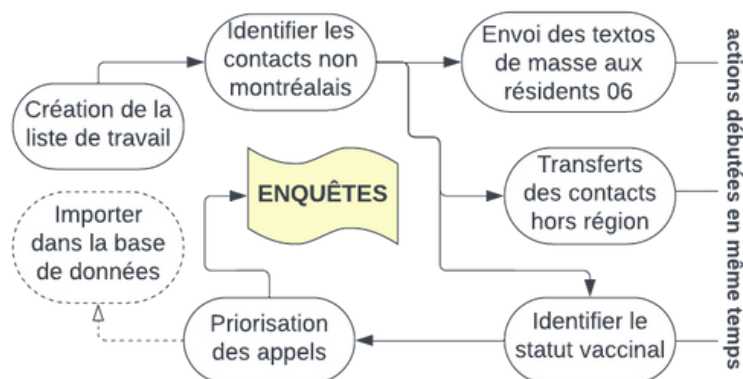 Identifier les
contacts non
montréalais
Envoi des textos
de masse aux
résidents 06
Création de la
liste de travail
ENQUÊTES
Transferts
des contacts
hors région
Importer
dans la base
de données
Priorisation
des appels
Identifier le
statut vaccinal
actions débutées en même temps